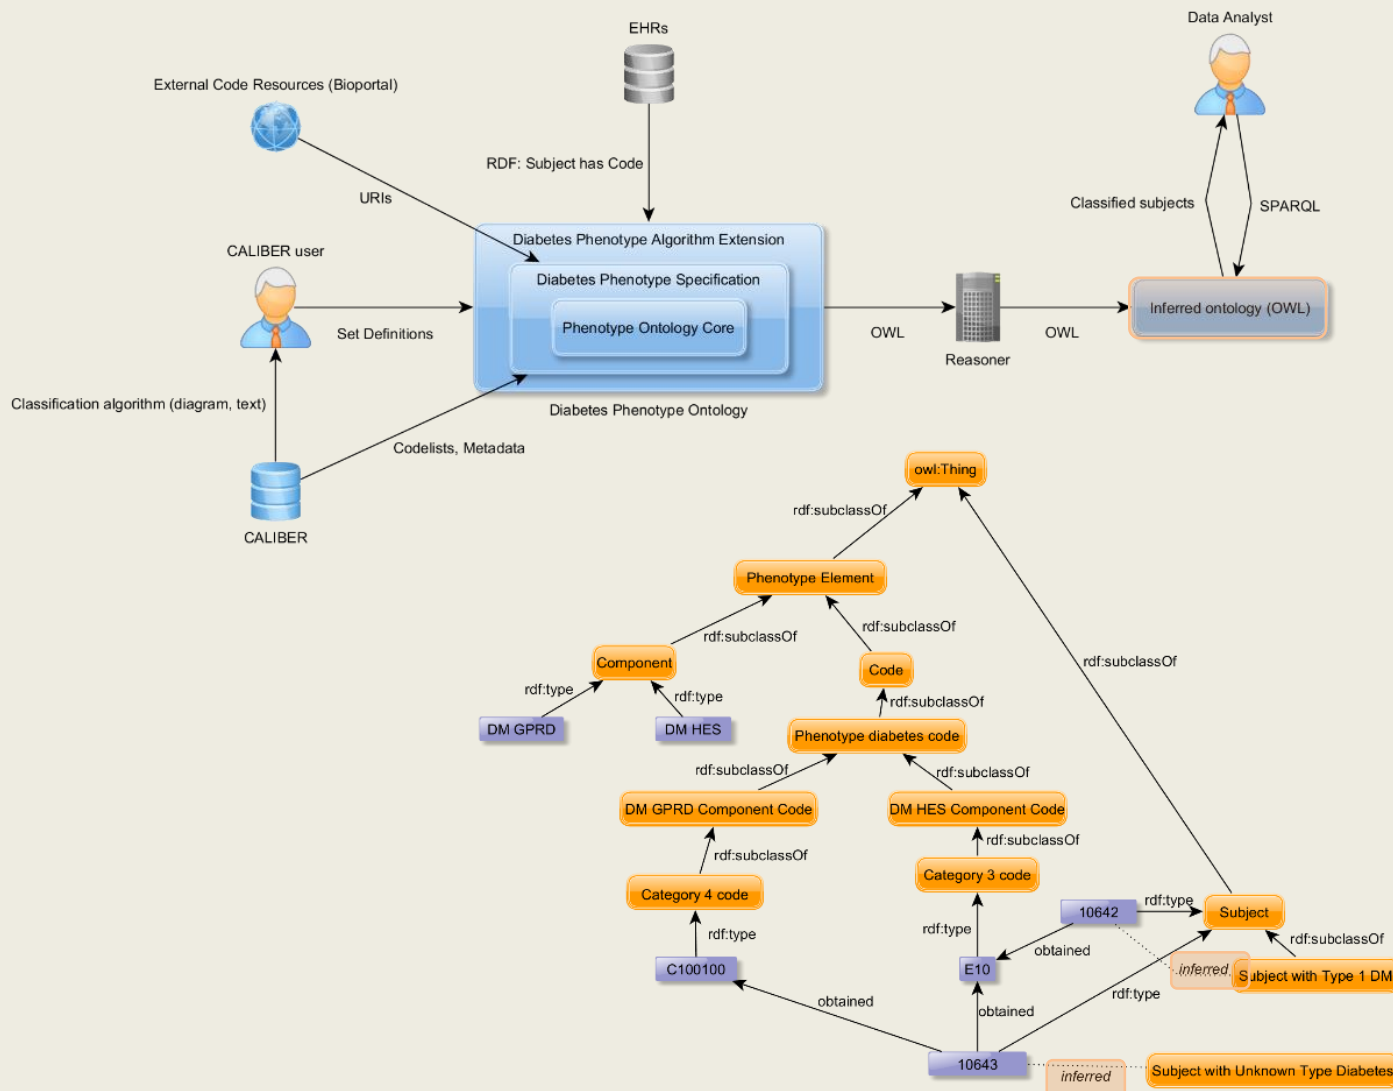 Data Analyst
EHRs
External Code Resources (Bioportal)
RDF: Subject has Code
URIs
Classified subjects
SPARQL
CALIBER user
Diabetes Phenotype Algorithm Extension
Diabetes Phenotype Specification
Phenotype Ontology Core
Set Definitions
OWL
Reasoner
OWL
Inferred ontology (OWL)
Classification algorithm (diagram, text)
Diabetes Phenotype Ontology
Codelists, Metadata
CALIBER
owl:Thing
rdf:subclassOf
Phenotype Element
rdf:subclassOf
rdf:subclassOf
rdf:subclassOf
Component
Code
rdf:type
rdf:type
rdf:subclassOf
DM GPRD
DM HES
Phenotype diabetes code
rdf:subclassOf
rdf:subclassOf
DM GPRD Component Code
DM HES Component Code
rdf:subclassOf
rdf:subclassOf
Category 4 code
Category 3 code
rdf:type
rdf:type
10642
rdf:type
Subject
rdf:subclassOf
obtained
C100100
E10
inferred
Subject with Type 1 DM
rdf:type
obtained
obtained
10643
inferred
Subject with Unknown Type Diabetes